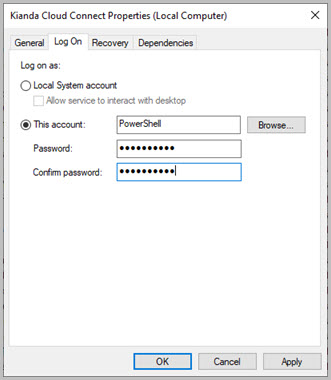 Kianda Cloud Connect Properties (Local Computer)
General Log On Recovery Dependencies
Log on as:
Local System account
Allow service to interact with desktop
This account: PowerShell Browse...
Password: ●●●●●●●●●●
Confirm password: ●●●●●●●●●●
OK Cancel Apply